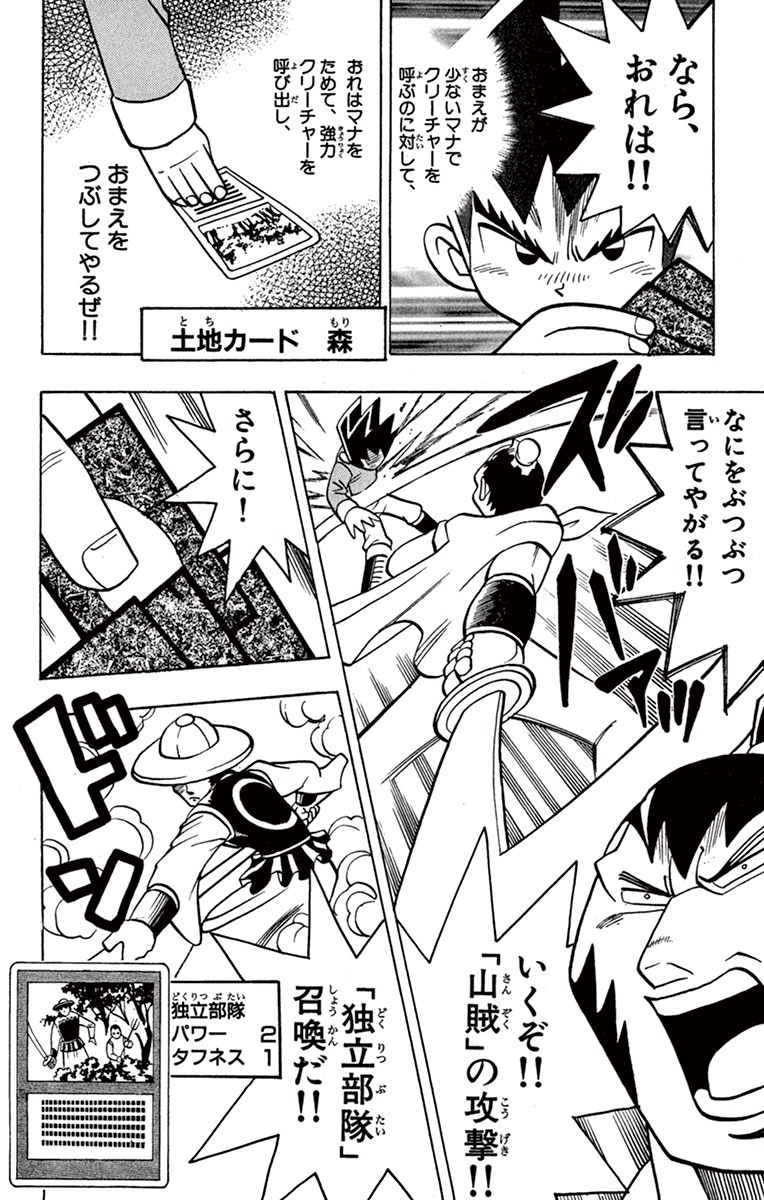 なら、
おれは!!
おまえが
少ないマナで
クリーチャーを
呼ぶのに対して、
おれはマナを
ためて、強力
クリーチャーを
呼び出し、
おまえを
つぶしてやるぜ!!
土地カード 森
なにをぶつぶつ
言ってやがる!!
ズバァッ
さらに!
いくぞ!!
「山賊」の攻撃!!
ドン
「独立部隊」
召喚だ!!
独立部隊
パワー 2
タフネス 1